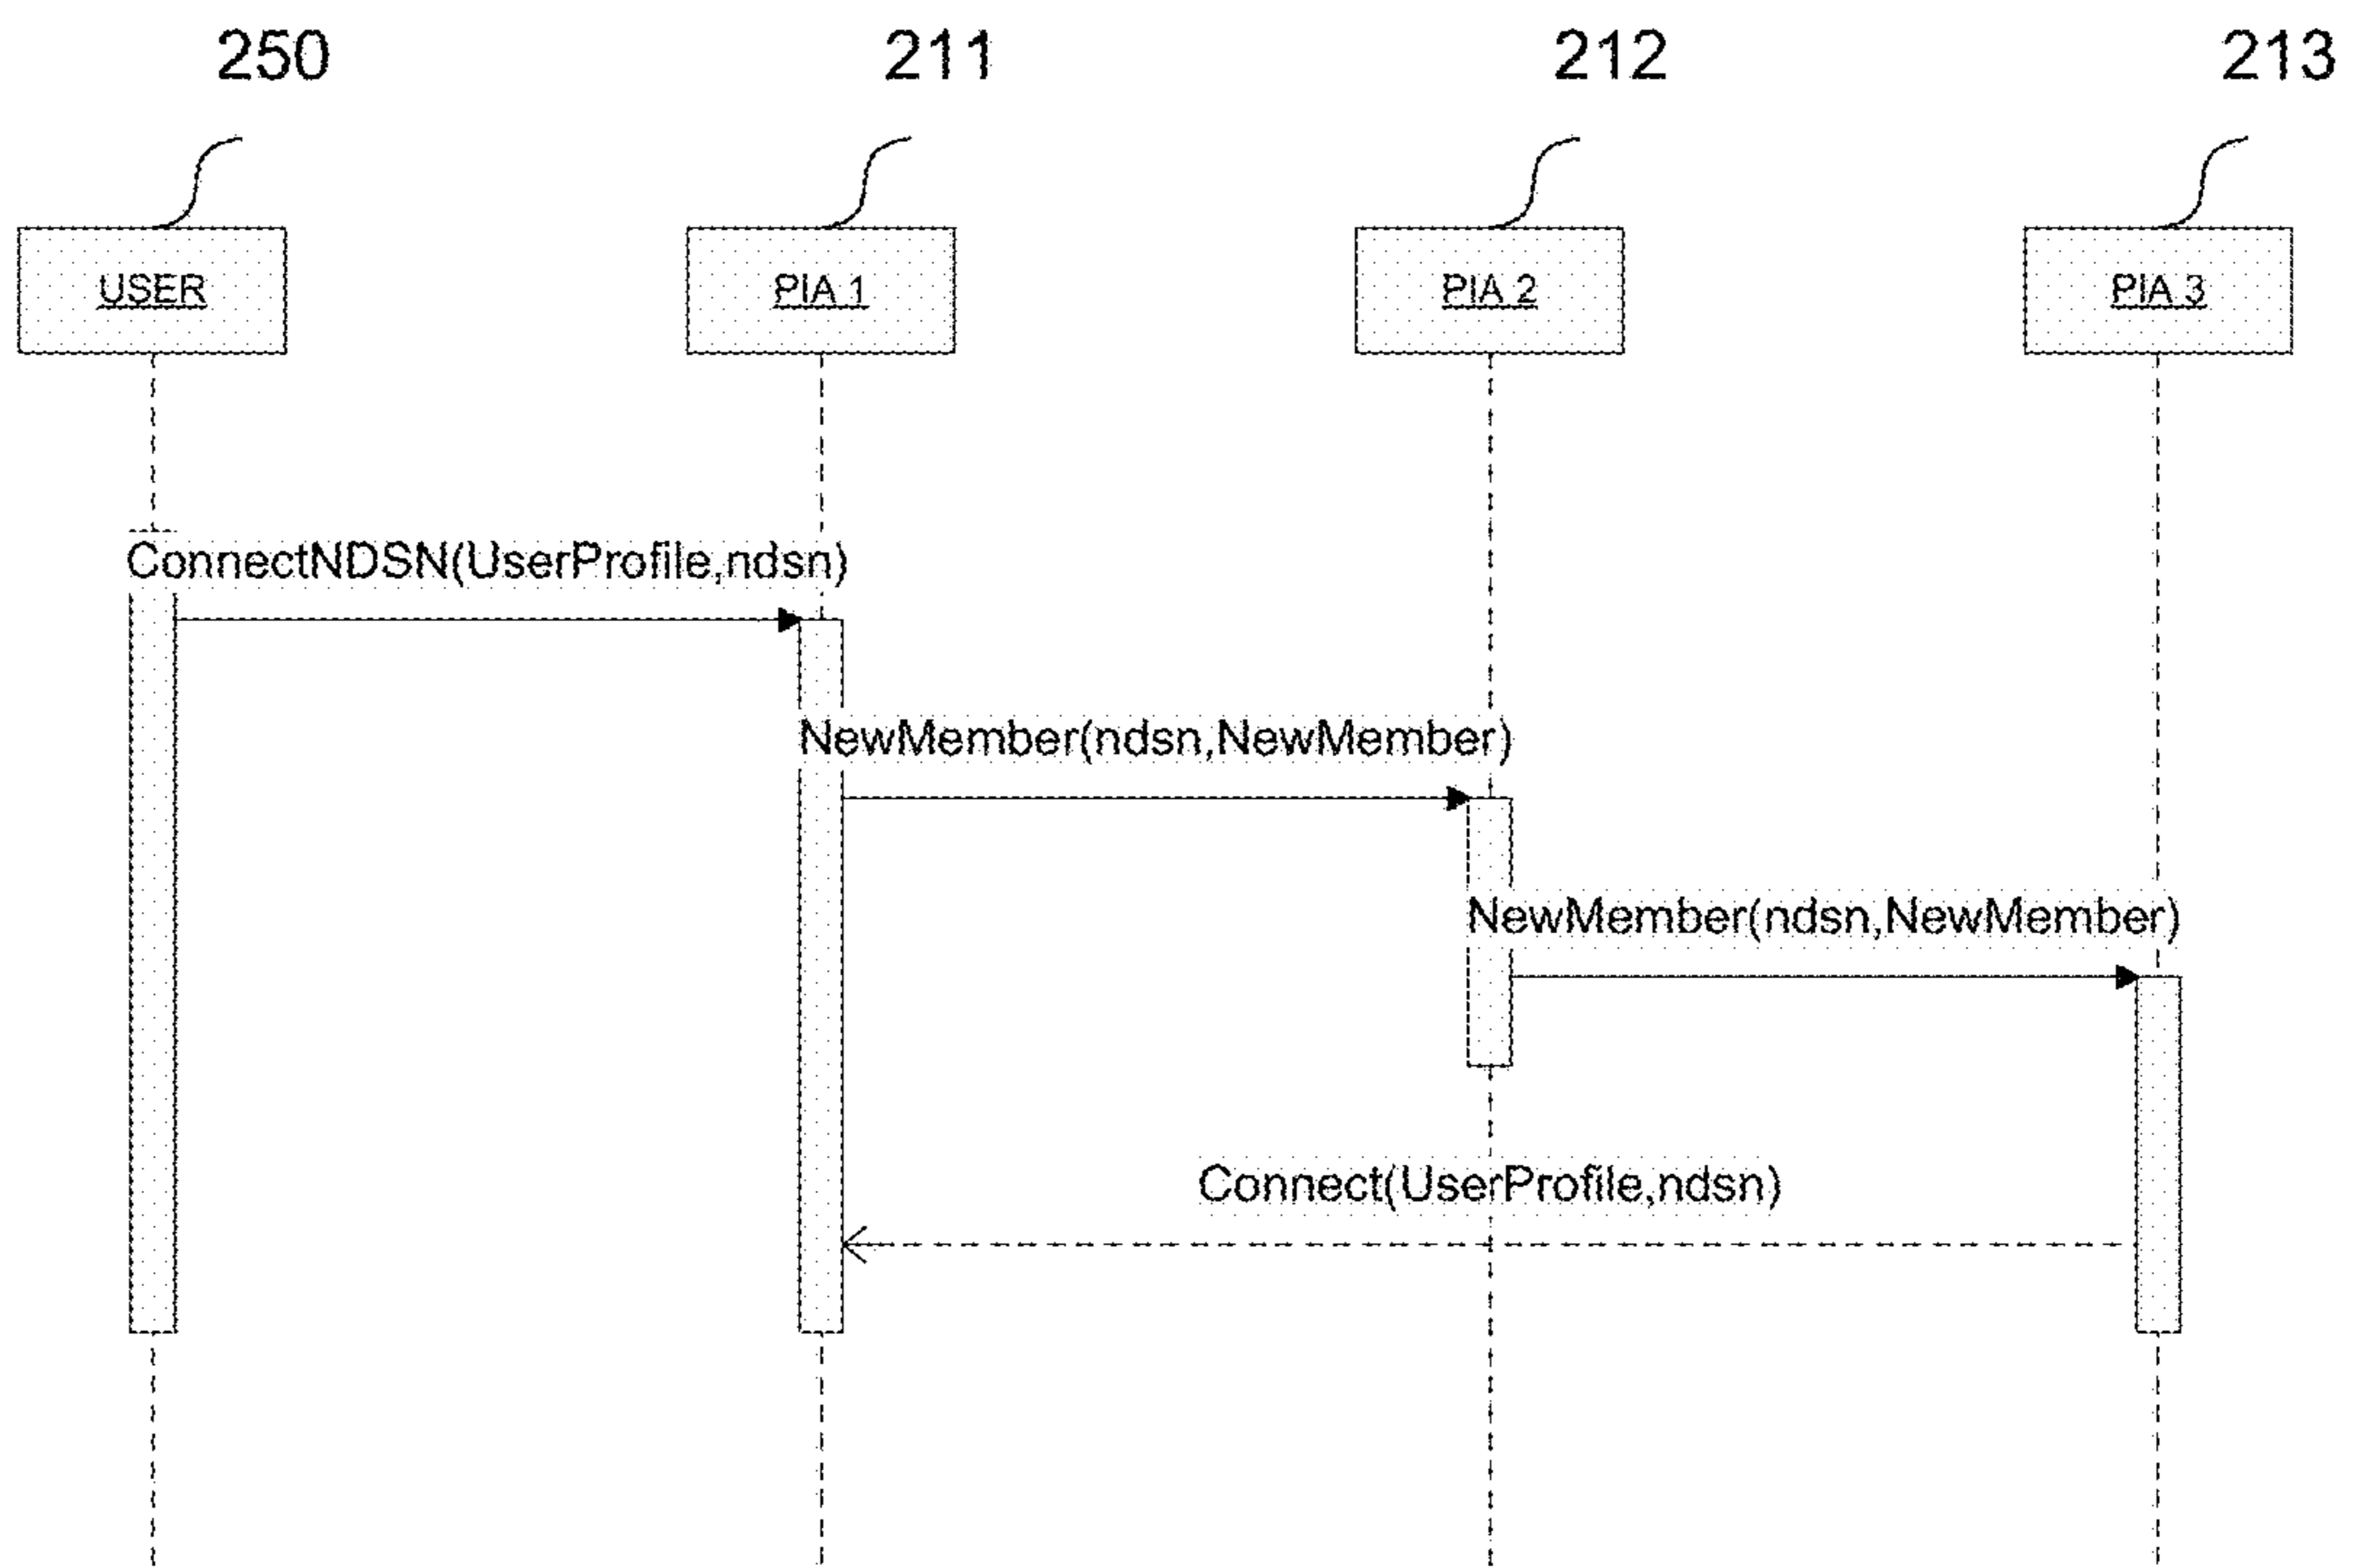 250 211 212 213
USER PIA 1 PIA 2 PIA 3
ConnectNDSN(UserProfile,ndsn)
NewMember(ndsn,NewMember)
NewMember(ndsn,NewMember)
Connect(UserProfile,ndsn)